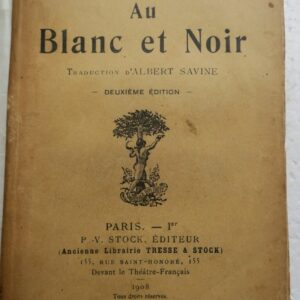 Au
Blanc et Noir
TRADUCTION D'ALBERT SAVINE
— DEUXIÈME ÉDITION —
PARIS. — Iᵉʳ
P.-V. STOCK, ÉDITEUR
(Ancienne Librairie TRESSE & STOCK)
155, RUE SAINT-HONORÉ, 155
Devant le Théâtre-Français
1908
Tous droits réservés.